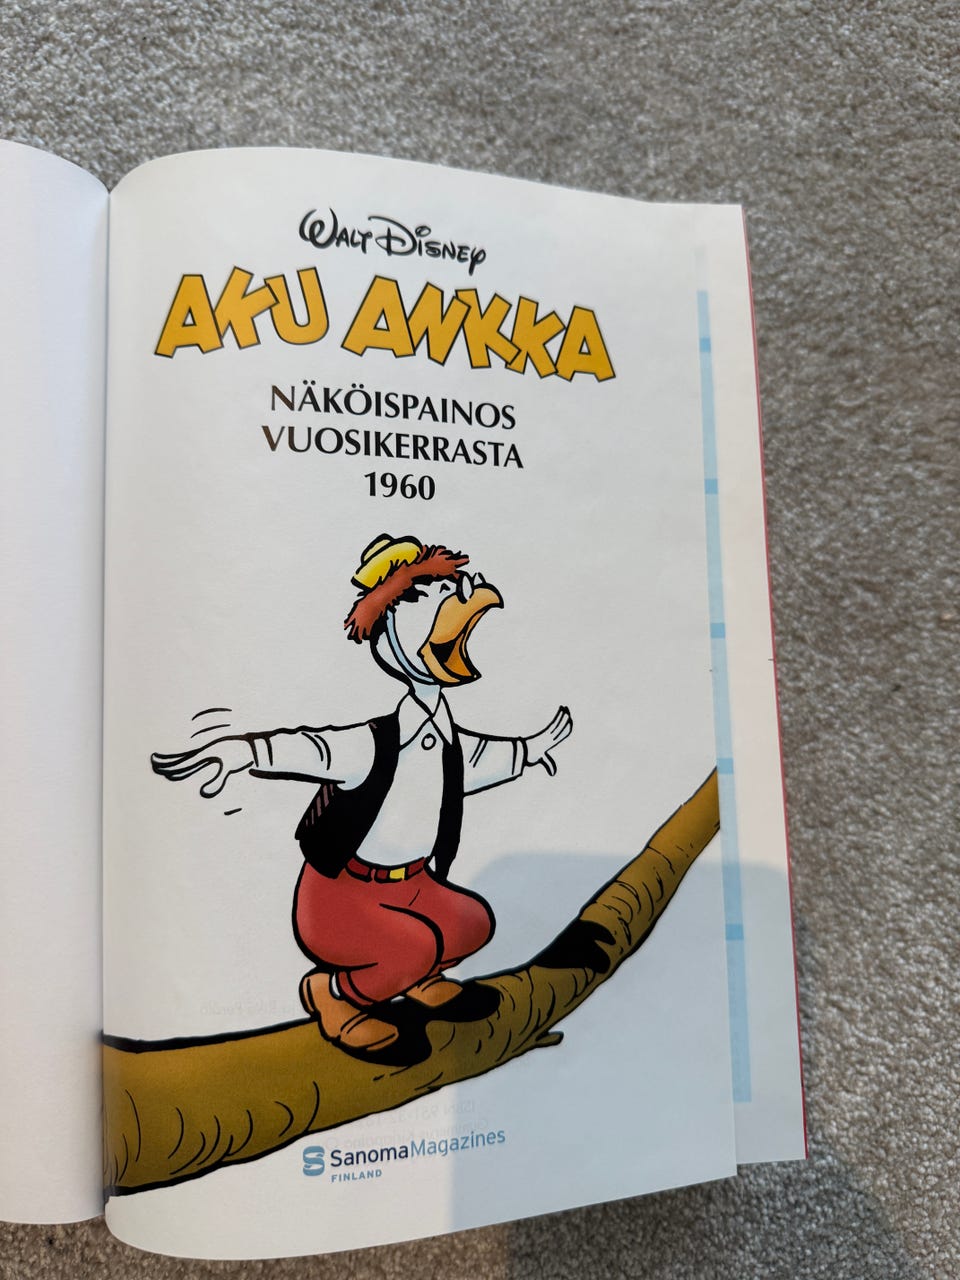 WALT DISNEY
AKU ANKKA
NÄKÖISPAINOS
VUOSIKERRASTA
1960
SanomaMagazines
FINLAND